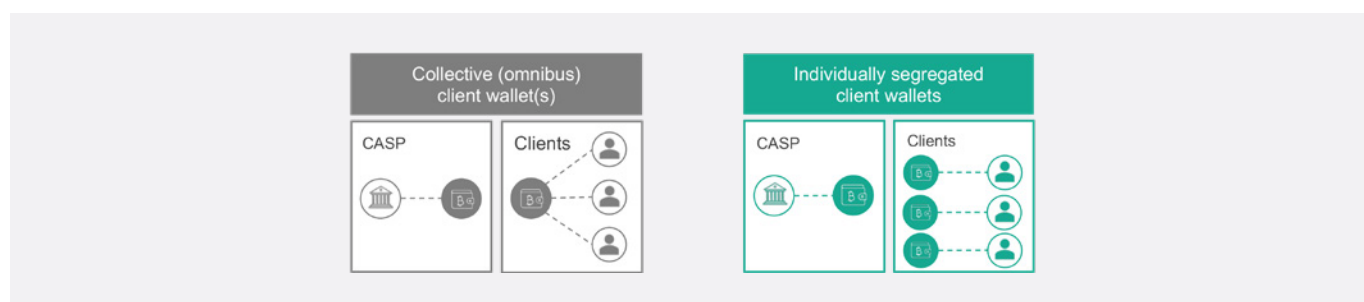 Collective (omnibus)
client wallet(s)
CASP
Clients
Individually segregated
client wallets
CASP
Clients